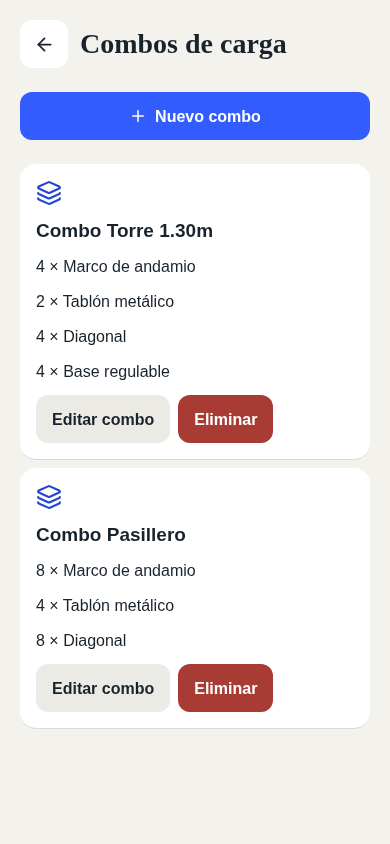 Combos de carga
Nuevo combo
Combo Torre 1.30m
4 × Marco de andamio
2 × Tablón metálico
4 × Diagonal
4 × Base regulable
Editar combo Eliminar
Combo Pasillero
8 × Marco de andamio
4 × Tablón metálico
8 × Diagonal
Editar combo Eliminar